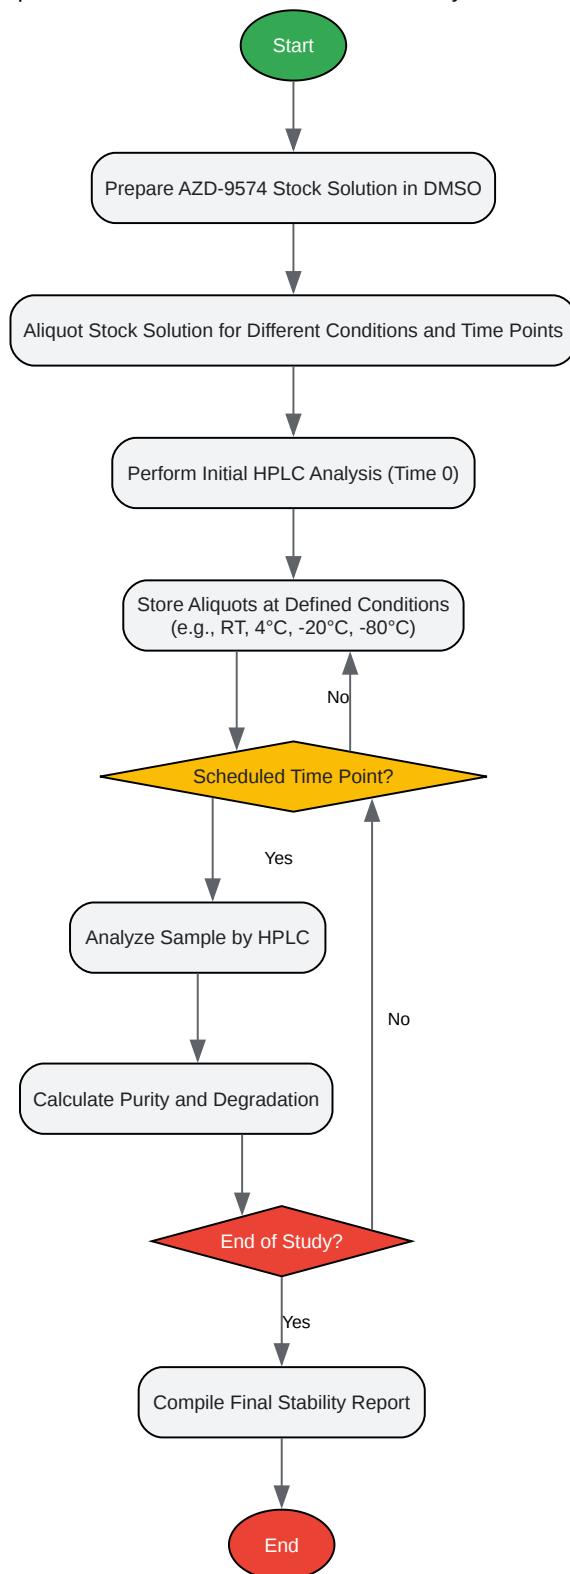 Start
Prepare AZD-9574 Stock Solution in DMSO
Aliquot Stock Solution for Different Conditions and Time Points
Perform Initial HPLC Analysis (Time 0)
Store Aliquots at Defined Conditions
(e.g., RT, 4°C, -20°C, -80°C)
No
Scheduled Time Point?
Yes
Analyze Sample by HPLC
No
Calculate Purity and Degradation
End of Study?
Yes
Compile Final Stability Report
End